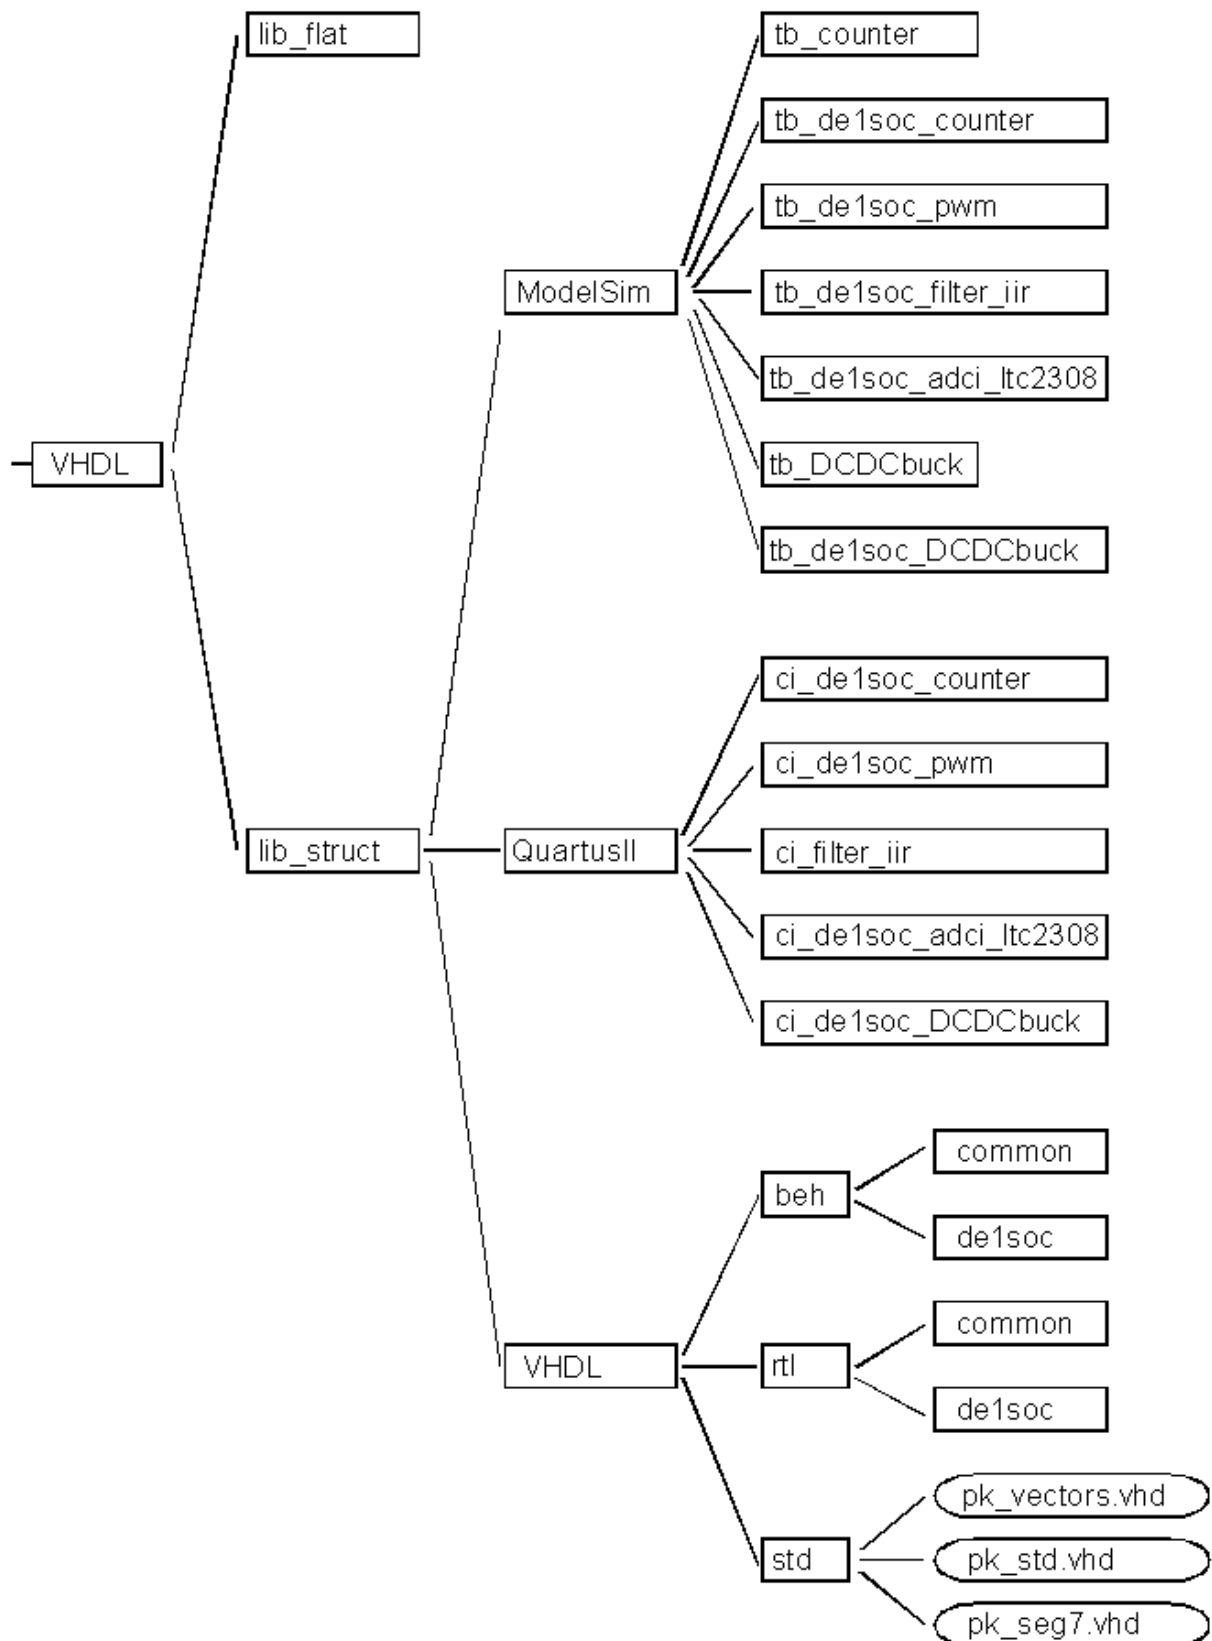 lib_flat
tb_counter
tb_de1soc_counter
tb_de1soc_pwm
ModelSim
tb_de1soc_filter_iir
tb_de1soc_adci_ltc2308
VHDL
tb_DCDCbuck
tb_de1soc_DCDCbuck
ci_de1soc_counter
ci_de1soc_pwm
lib_struct
QuartusII
ci_filter_iir
ci_de1soc_adci_ltc2308
ci_de1soc_DCDCbuck
common
beh
de1soc
common
VHDL
rtl
de1soc
pk_vectors.vhd
std
pk_std.vhd
pk_seg7.vhd